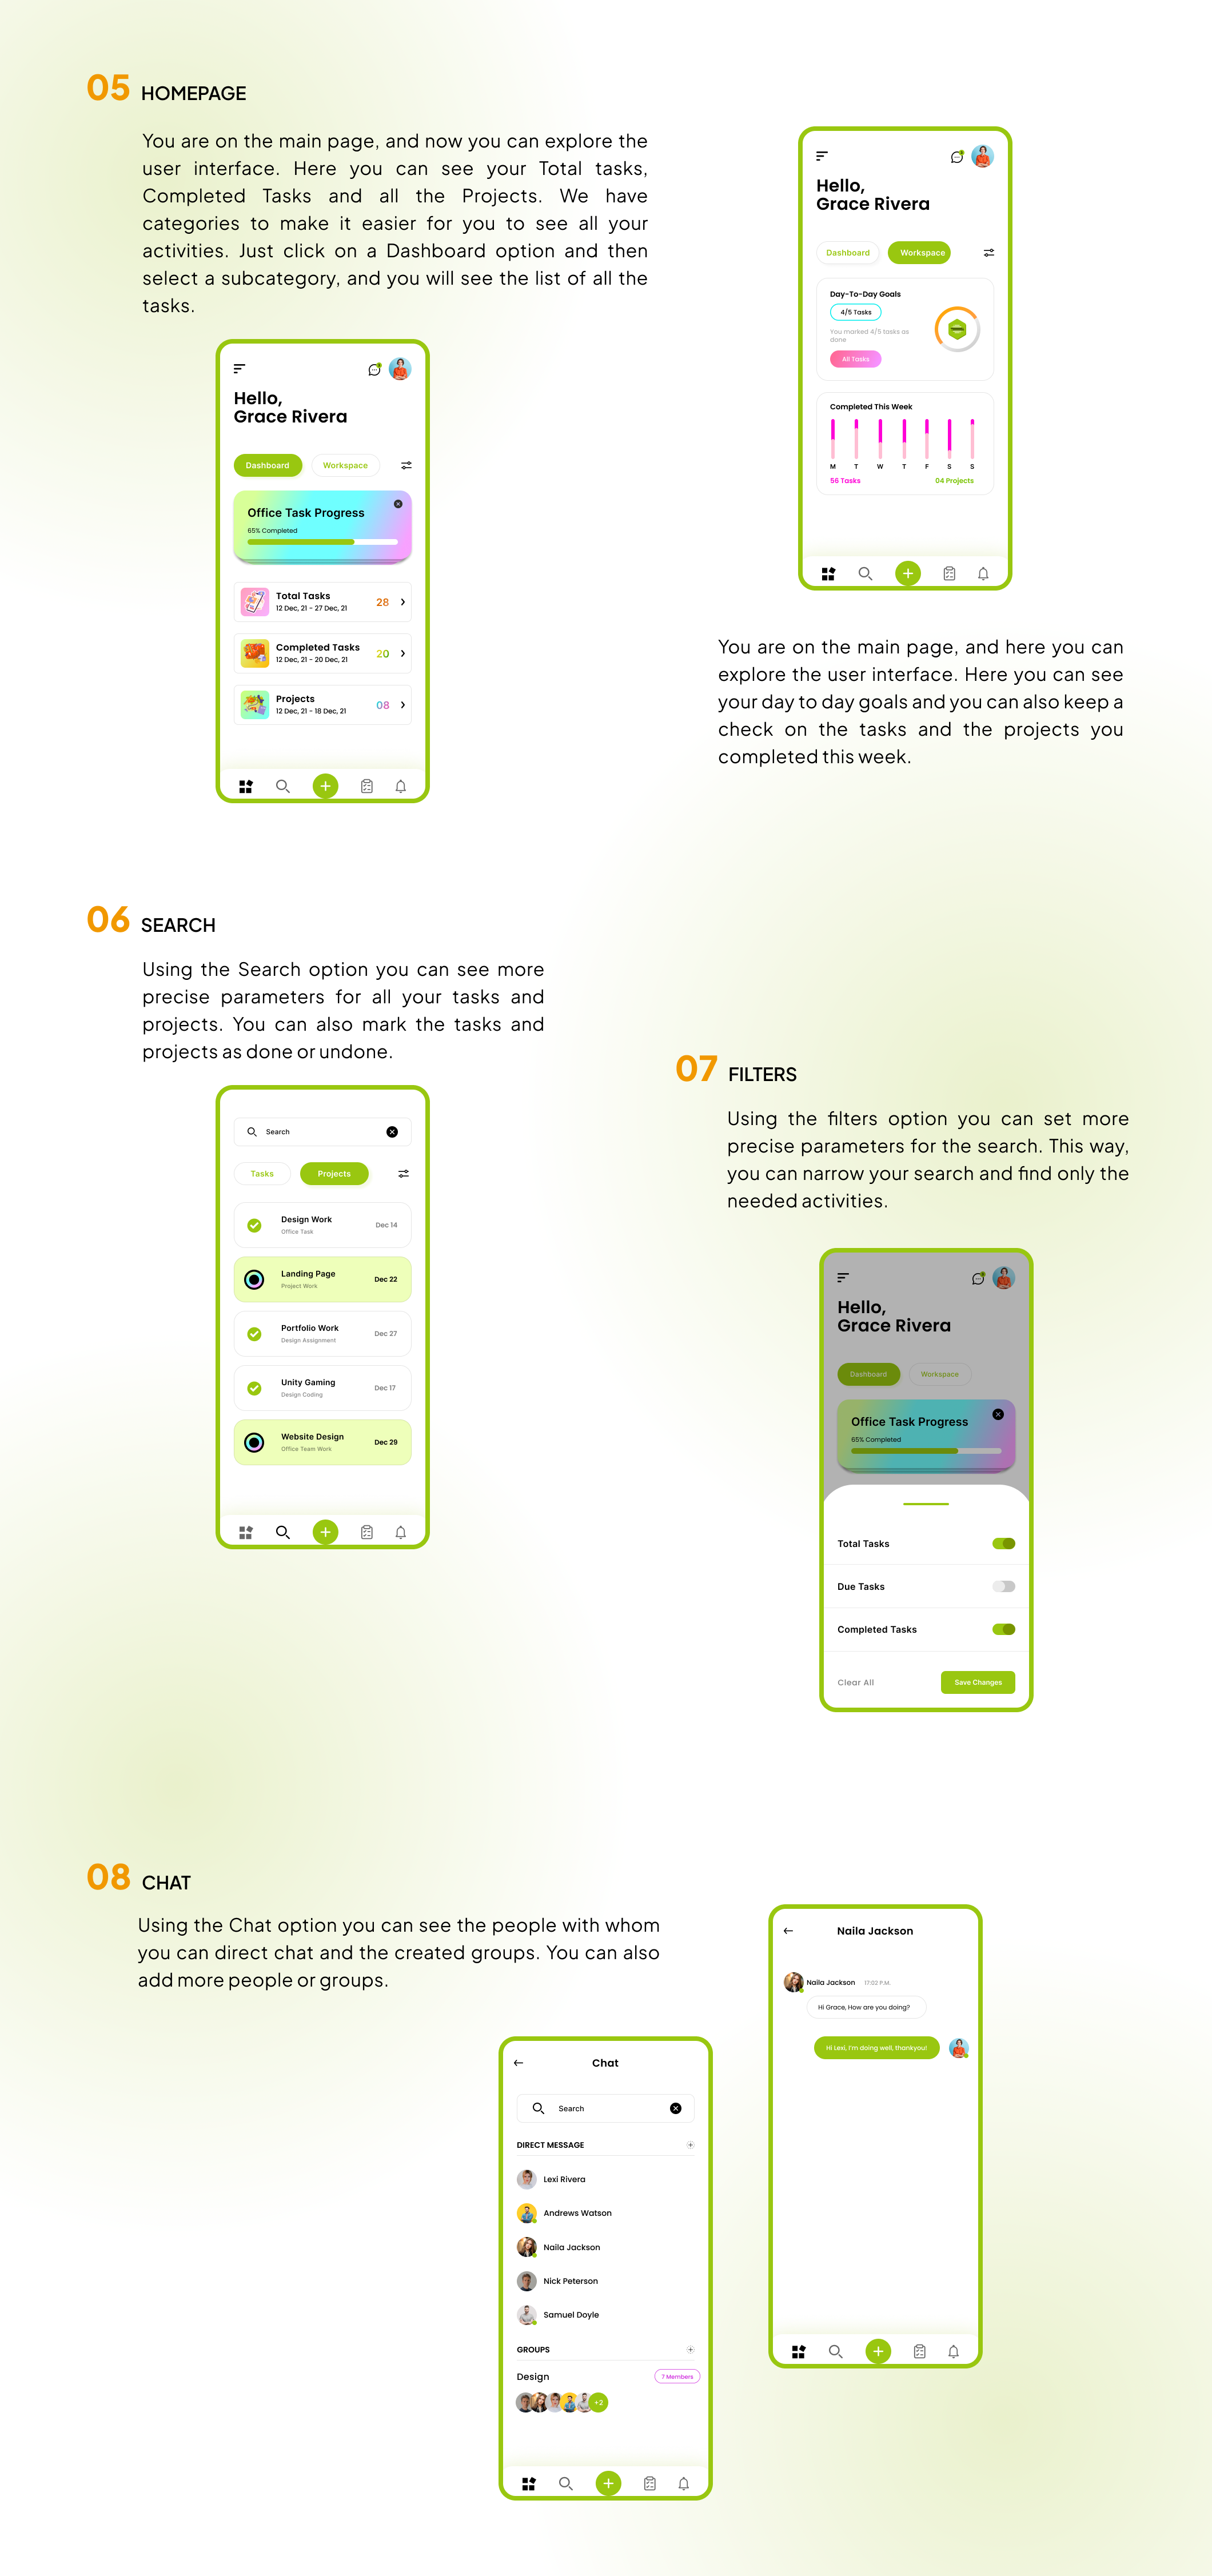 05 HOMEPAGE
You are on the main page, and now you can explore the
user interface. Here you can see your Total tasks,
Completed Tasks and all the Projects. We have
categories to make it easier for you to see all your
activities. Just click on a Dashboard option and then
select a subcategory, and you will see the list of all the
tasks.
Hello,
Grace Rivera
Dashboard Workspace
Office Task Progress
65% Completed
Total Tasks
12 Dec, 21 - 27 Dec, 21
28
Completed Tasks
12 Dec, 21 - 20 Dec, 21
20
Projects
12 Dec, 21 - 18 Dec, 21
08
Hello,
Grace Rivera
Dashboard Workspace
Day-To-Day Goals
4/5 Tasks
You marked 4/5 tasks as
done
All Tasks
Completed This Week
M T W T F S S
56 Tasks 04 Projects
You are on the main page, and here you can
explore the user interface. Here you can see
your day to day goals and you can also keep a
check on the tasks and the projects you
completed this week.
06 SEARCH
Using the Search option you can see more
precise parameters for all your tasks and
projects. You can also mark the tasks and
projects as done or undone.
Search
Tasks Projects
Design Work
Office Task
Dec 14
Landing Page
Project Work
Dec 22
Portfolio Work
Design Assignment
Dec 27
Unity Gaming
Design Coding
Dec 17
Website Design
Office Team Work
Dec 29
07 FILTERS
Using the filters option you can set more
precise parameters for the search. This way,
you can narrow your search and find only the
needed activities.
Hello,
Grace Rivera
Dashboard Workspace
Office Task Progress
65% Completed
Total Tasks
Due Tasks
Completed Tasks
Clear All Save Changes
08 CHAT
Using the Chat option you can see the people with whom
you can direct chat and the created groups. You can also
add more people or groups.
Chat
Search
DIRECT MESSAGE
Lexi Rivera
Andrews Watson
Naila Jackson
Nick Peterson
Samuel Doyle
GROUPS
Design 7 Members
+2
Naila Jackson
Naila Jackson 17:02 P.M.
Hi Grace, How are you doing?
Hi Lexi, I'm doing well, thankyou!